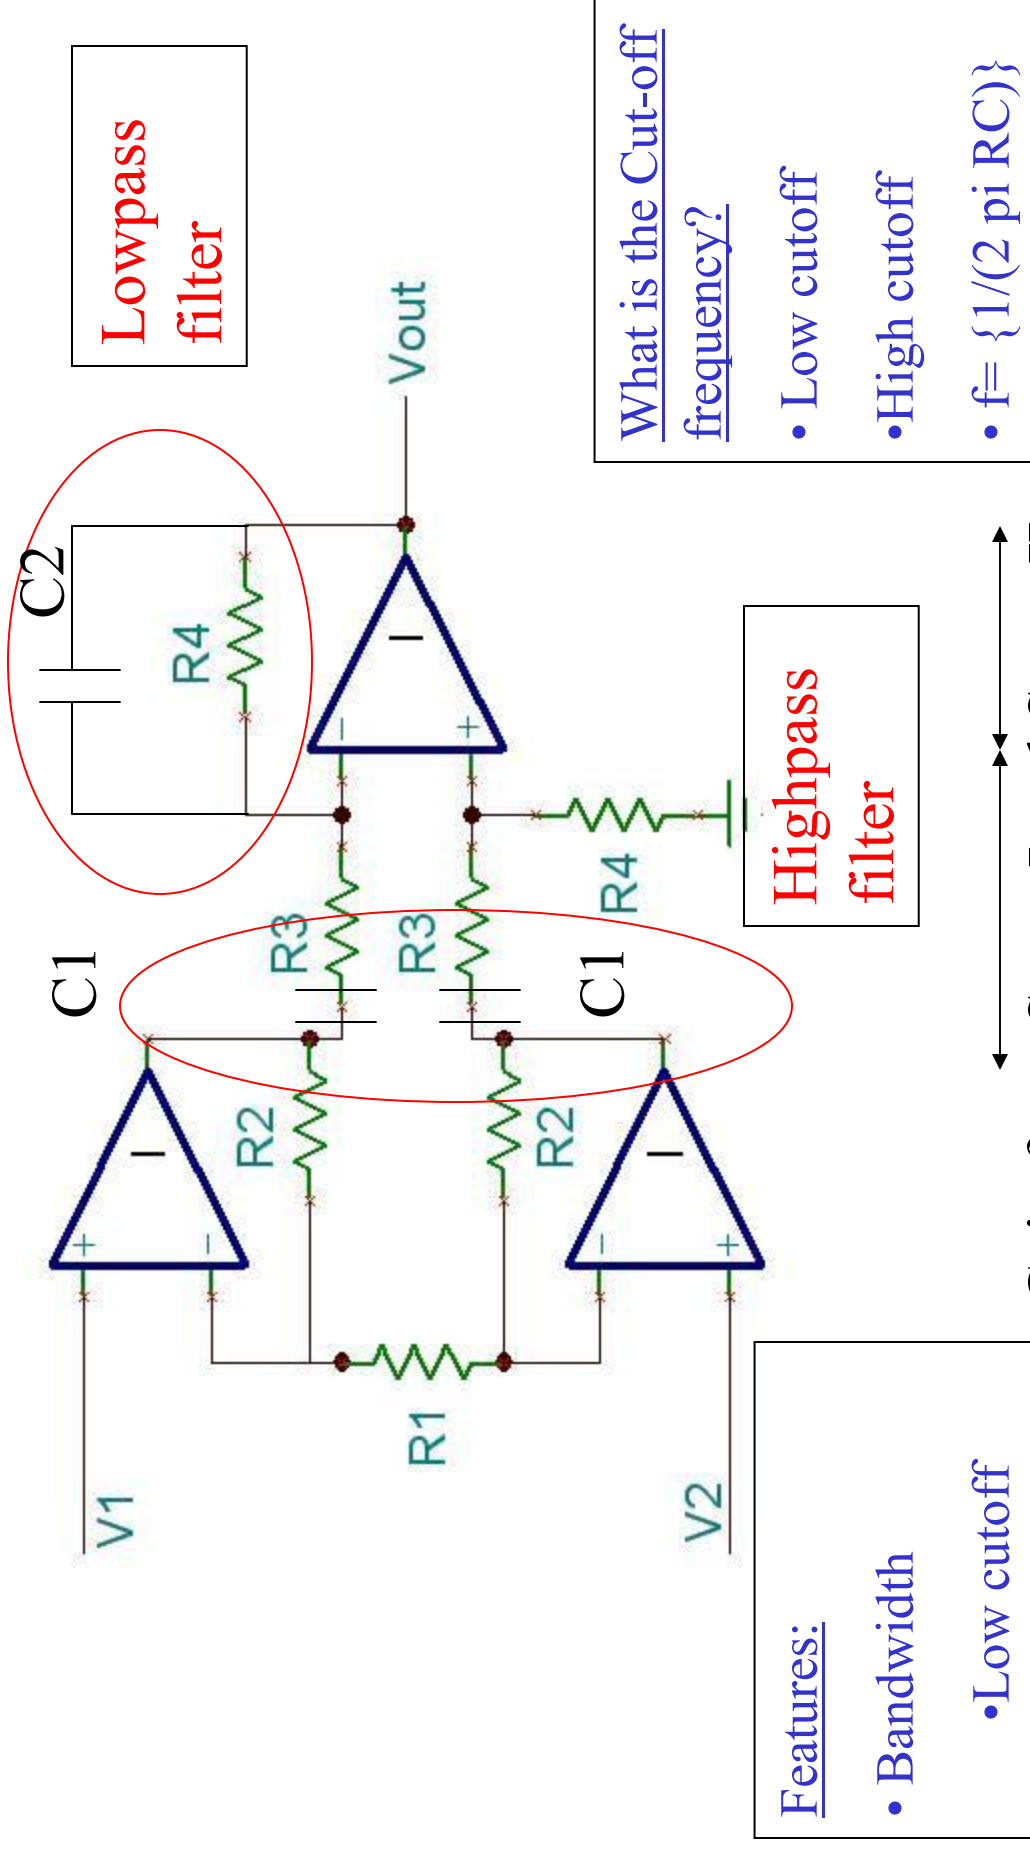 Lowpass
filter
C2
R4
Vout
C1
R3
R3
C1
R4
R2
R2
R1
V1
V2
+
−
−
+
−
+
Highpass
filter
Features:
• Bandwidth
•Low cutoff
What is the Cut-off
frequency?
• Low cutoff
•High cutoff
• f= {1/(2 pi RC)}